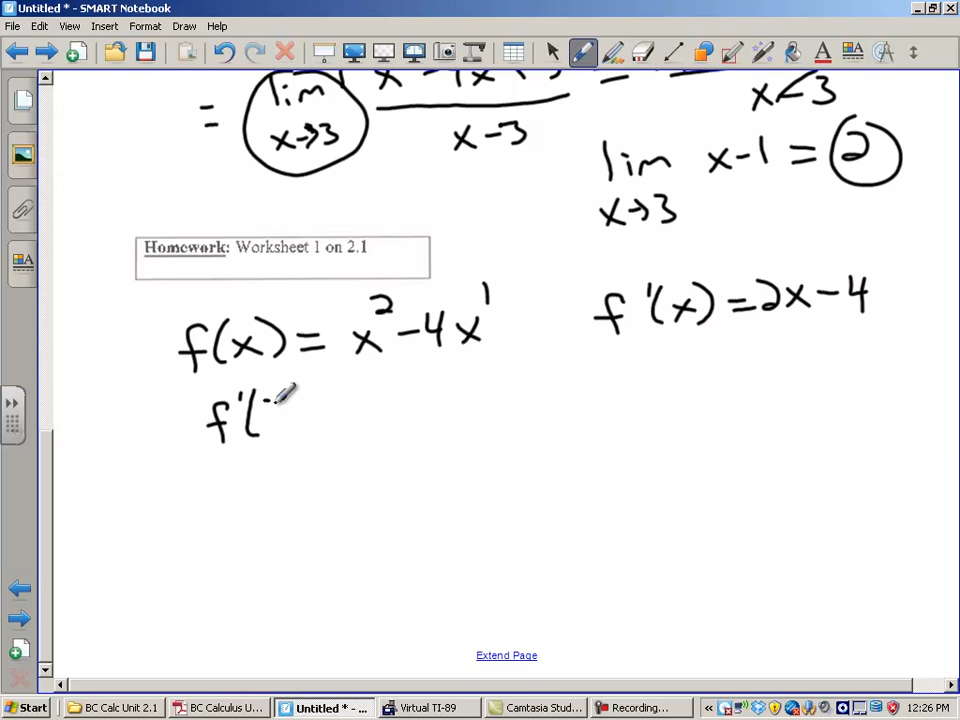 Untitled * - SMART Notebook
File Edit View Insert Format Draw Help
= lim x→3
x-3
x<3
lim x→3 x-1 = 2
Homework: Worksheet 1 on 2.1
f(x) = x² - 4x¹
f'(x) = 2x - 4
f'(
Extend Page
Start BC Calc Unit 2.1 BC Calculus U... Untitled * - ... Virtual TI-89 Camtasia Stud... Recording... « 12:26 PM